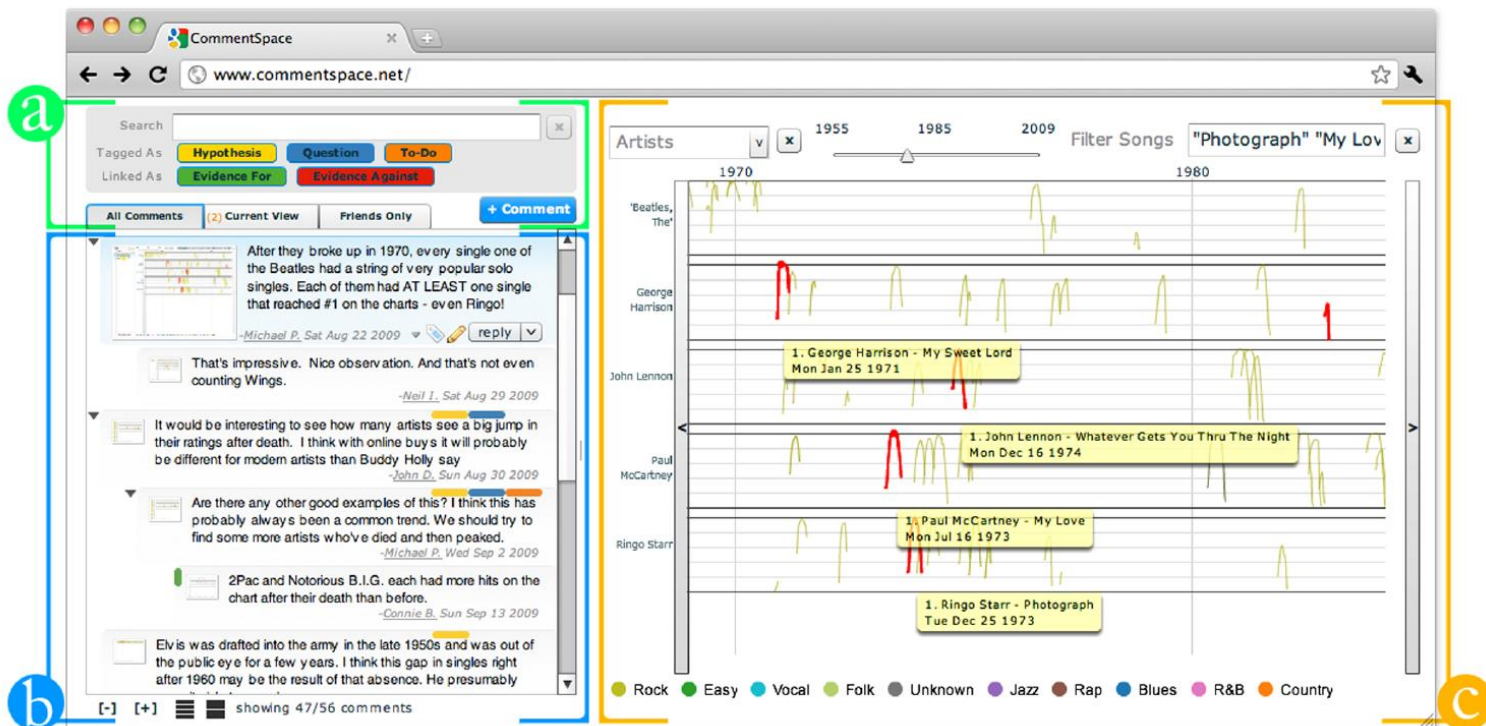 CommentSpace
www.commentspace.net/
a
Search
Tagged As Hypothesis Question To-Do
Linked As Evidence For Evidence Against
All Comments (2) Current View Friends Only + Comment
After they broke up in 1970, every single one of
the Beatles had a string of very popular solo
singles. Each of them had AT LEAST one single
that reached #1 on the charts - even Ringo!
-Michael P. Sat Aug 22 2009 reply
That's impressive. Nice observation. And that's not even
counting Wings.
-Neil I. Sat Aug 29 2009
It would be interesting to see how many artists see a big jump in
their ratings after death. I think with online buys it will probably
be different for modern artists than Buddy Holly say
-John D. Sun Aug 30 2009
Are there any other good examples of this? I think this has
probably always been a common trend. We should try to
find some more artists who've died and then peaked.
-Michael P. Wed Sep 2 2009
2Pac and Notorious B.I.G. each had more hits on the
chart after their death than before.
-Connie B. Sun Sep 13 2009
Elvis was drafted into the army in the late 1950s and was out of
the public eye for a few years. I think this gap in singles right
after 1960 may be the result of that absence. He presumably
b
[-] [+] showing 47/56 comments
c
Artists v x 1955 1985 2009 Filter Songs "Photograph" "My Lov x
1970 1980
'Beatles,
The'
George
Harrison
1. George Harrison - My Sweet Lord
Mon Jan 25 1971
John Lennon
1. John Lennon - Whatever Gets You Thru The Night
Mon Dec 16 1974
< >
Paul
McCartney
1. Paul McCartney - My Love
Mon Jul 16 1973
Ringo Starr
1. Ringo Starr - Photograph
Tue Dec 25 1973
Rock Easy Vocal Folk Unknown Jazz Rap Blues R&B Country